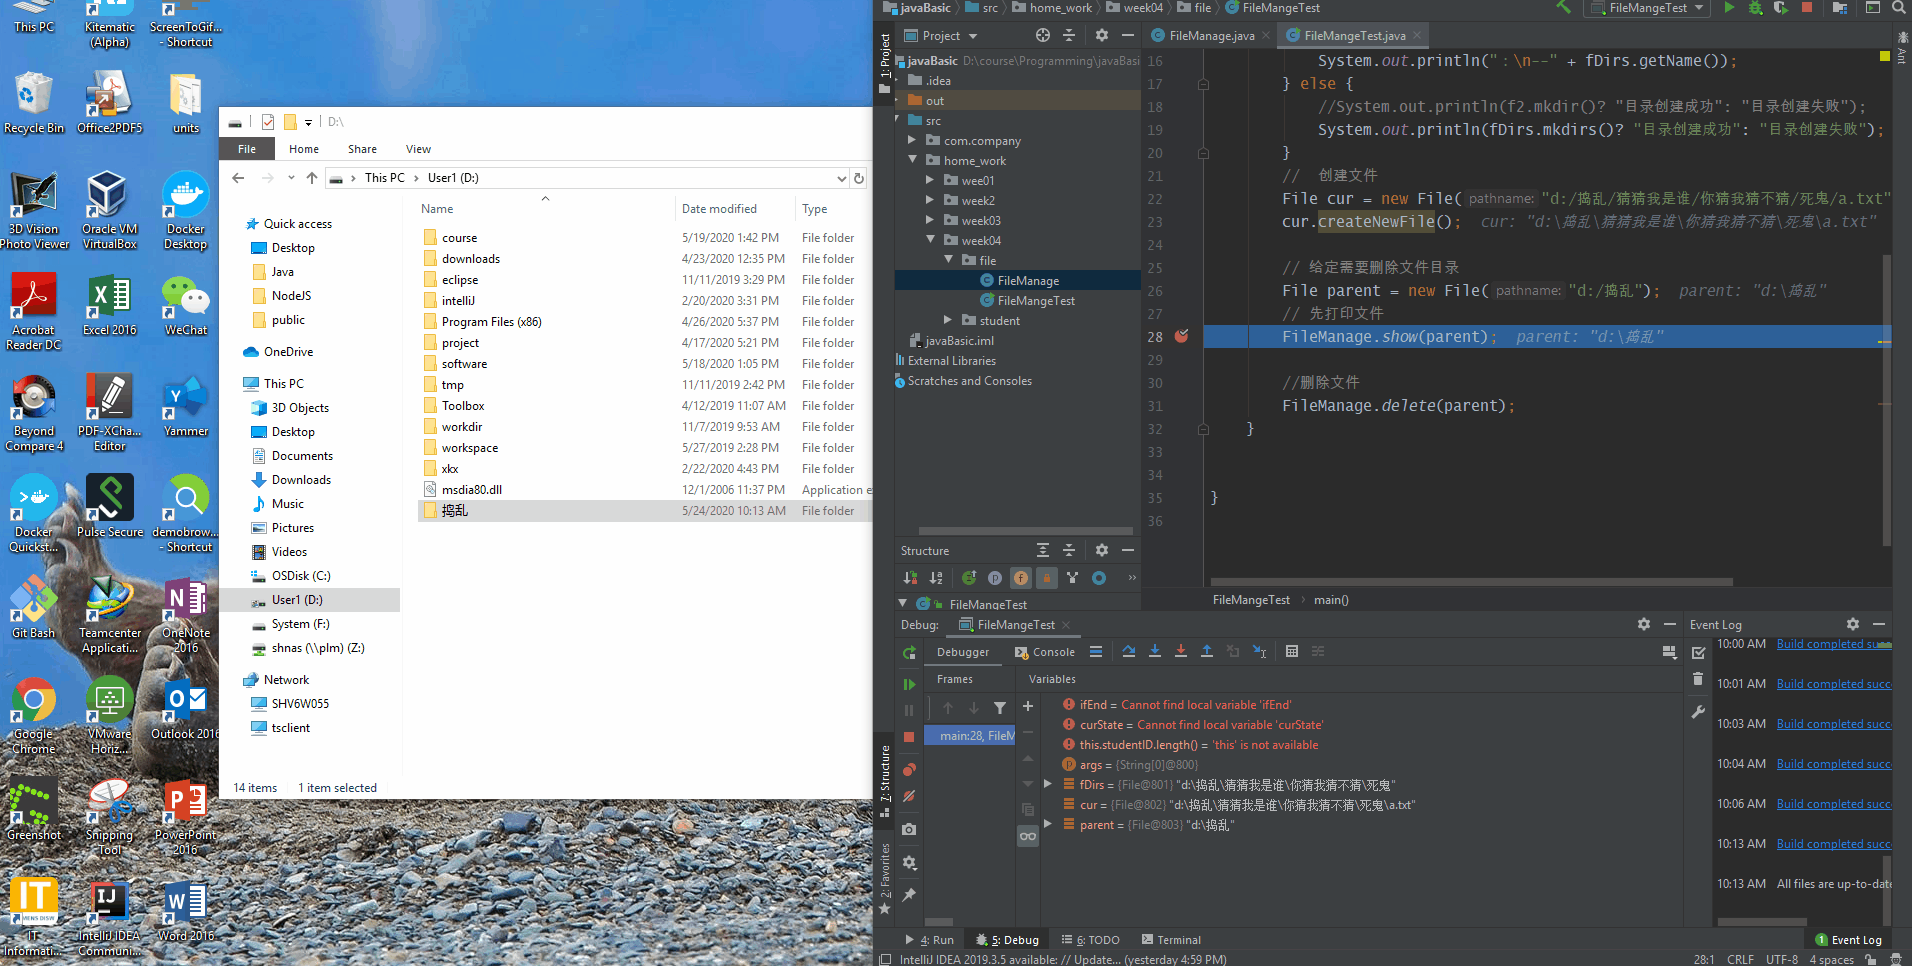 This PC
Kitematic (Alpha)
ScreenToGif... - Shortcut
Recycle Bin
Office2PDF5
units
3D Vision Photo Viewer
Oracle VM VirtualBox
Docker Desktop
Acrobat Reader DC
Excel 2016
WeChat
Beyond Compare 4
PDF-XCha... Editor
Yammer
Docker Quickst...
Pulse Secure
demobrow... - Shortcut
Git Bash
Teamcenter Applicati...
OneNote 2016
Google Chrome
VMware Horiz...
Outlook 2016
Greenshot
Snipping Tool
PowerPoint 2016
IT Informati...
IntelliJ IDEA Communi...
Word 2016
D:\
File Home Share View
This PC > User1 (D:)
Quick access
Desktop
Java
NodeJS
public
OneDrive
This PC
3D Objects
Desktop
Documents
Downloads
Music
Pictures
Videos
OSDisk (C:)
User1 (D:)
System (F:)
shnas (\\plm) (Z:)
Network
SHV6W055
tsclient
Name Date modified Type
course 5/19/2020 1:42 PM File folder
downloads 4/23/2020 12:35 PM File folder
eclipse 11/11/2019 3:29 PM File folder
intelliJ 2/20/2020 3:31 PM File folder
Program Files (x86) 4/26/2020 5:37 PM File folder
project 4/17/2020 5:21 PM File folder
software 5/18/2020 1:05 PM File folder
tmp 11/11/2019 2:42 PM File folder
Toolbox 4/12/2019 11:07 AM File folder
workdir 11/7/2019 9:53 AM File folder
workspace 5/27/2019 2:28 PM File folder
xkx 2/22/2020 4:43 PM File folder
msdia80.dll 12/1/2006 11:37 PM Application e
捣乱 5/24/2020 10:13 AM File folder
14 items 1 item selected
javaBasic src home_work week04 file FileMangeTest
FileMangeTest
1: Project
Project
javaBasic D:\course\Programming\javaBasi
.idea
out
src
com.company
home_work
wee01
week2
week03
week04
file
FileManage
FileMangeTest
student
javaBasic.iml
External Libraries
Scratches and Consoles
Structure
FileMangeTest
FileManage.java FileMangeTest.java
Ant
16 System.out.println("：\n--" + fDirs.getName());
17 } else {
18 //System.out.println(f2.mkdir()? "目录创建成功": "目录创建失败");
19 System.out.println(fDirs.mkdirs()? "目录创建成功": "目录创建失败");
20 }
21 // 创建文件
22 File cur = new File( pathname: "d:/捣乱/猜猜我是谁/你猜我猜不猜/死鬼/a.txt"
23 cur.createNewFile(); cur: "d:\捣乱\猜猜我是谁\你猜我猜不猜\死鬼\a.txt"
24
25 // 给定需要删除文件目录
26 File parent = new File( pathname: "d:/捣乱"); parent: "d:\捣乱"
27 // 先打印文件
28 FileManage.show(parent); parent: "d:\捣乱"
29
30 //删除文件
31 FileManage.delete(parent);
32 }
33
34
35 }
36
FileMangeTest > main()
Debug: FileMangeTest
Debugger Console
Frames
Variables
main:28, FileM
ifEnd = Cannot find local variable 'ifEnd'
curState = Cannot find local variable 'curState'
this.studentID.length() = 'this' is not available
args = {String[0]@800}
fDirs = {File@801} "d:\捣乱\猜猜我是谁\你猜我猜不猜\死鬼"
cur = {File@802} "d:\捣乱\猜猜我是谁\你猜我猜不猜\死鬼\a.txt"
parent = {File@803} "d:\捣乱"
Event Log
10:00 AM Build completed succ
10:01 AM Build completed succ
10:03 AM Build completed succ
10:04 AM Build completed succ
10:06 AM Build completed succ
10:13 AM Build completed succ
10:13 AM All files are up-to-date
Z: Structure
2: Favorites
4: Run 5: Debug 6: TODO Terminal
1 Event Log
IntelliJ IDEA 2019.3.5 available: // Update... (yesterday 4:59 PM)
28:1 CRLF UTF-8 4 spaces